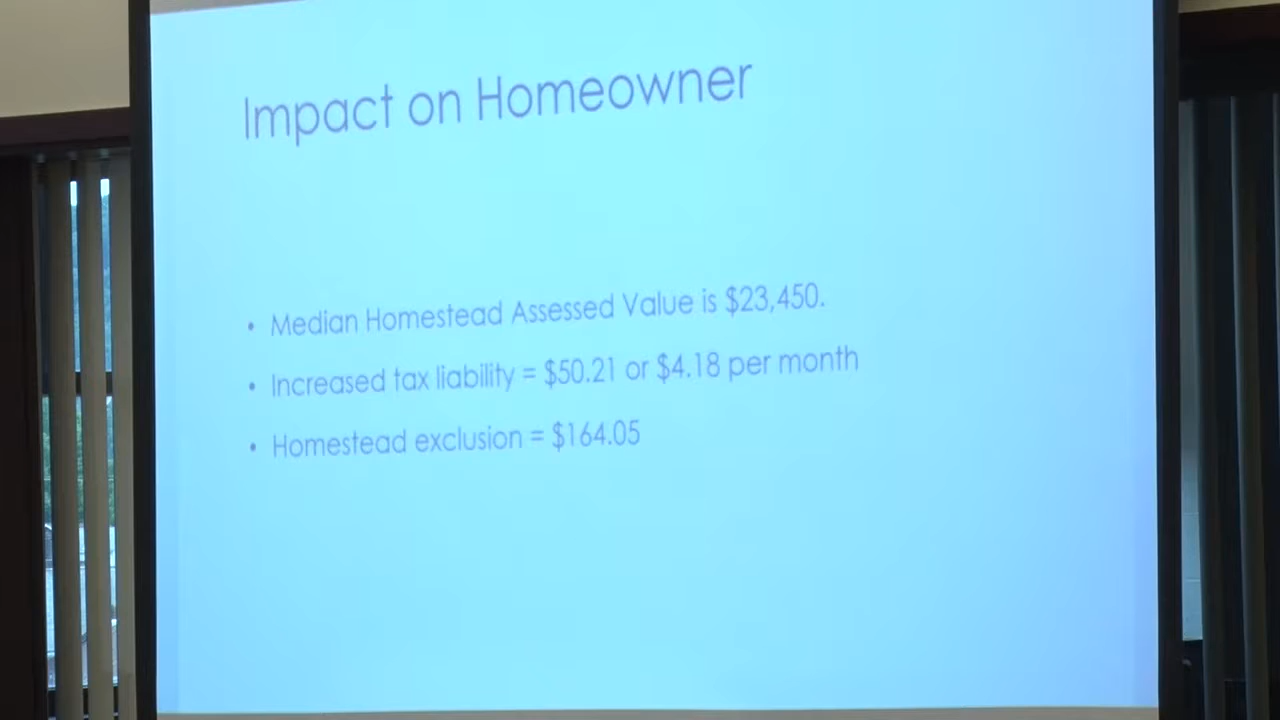 Impact on Homeowner
• Median Homestead Assessed Value is $23,450.
• Increased tax liability = $50.21 or $4.18 per month
• Homestead exclusion = $164.05